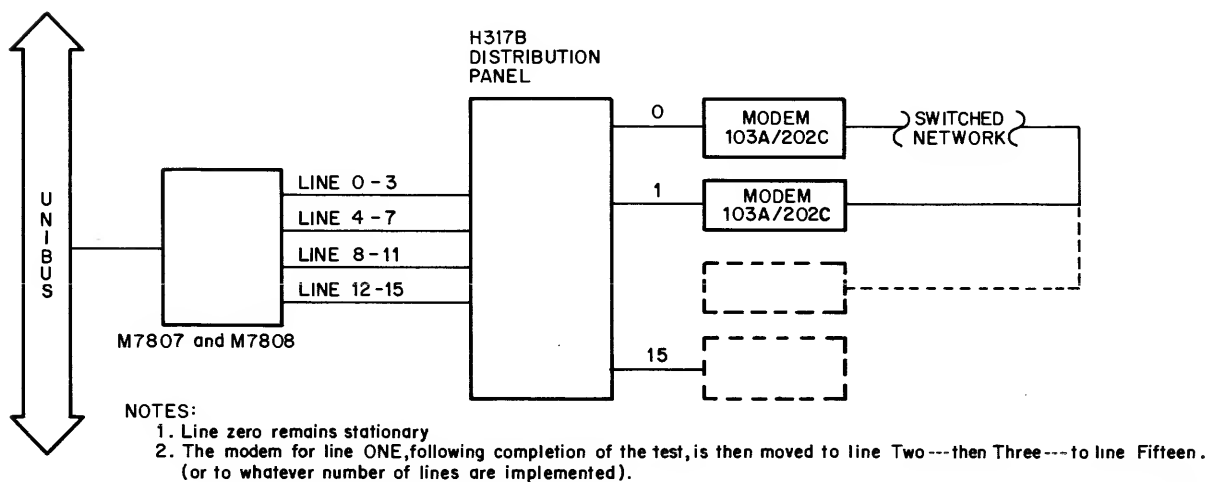 UNIBUS
H317B
DISTRIBUTION
PANEL
0
MODEM
103A/202C
SWITCHED
NETWORK
1
MODEM
103A/202C
LINE 0-3
LINE 4-7
LINE 8-11
LINE 12-15
M7807 and M7808
15
NOTES:
1. Line zero remains stationary
2. The modem for line ONE, following completion of the test, is then moved to line Two---then Three---to line Fifteen.
(or to whatever number of lines are implemented).